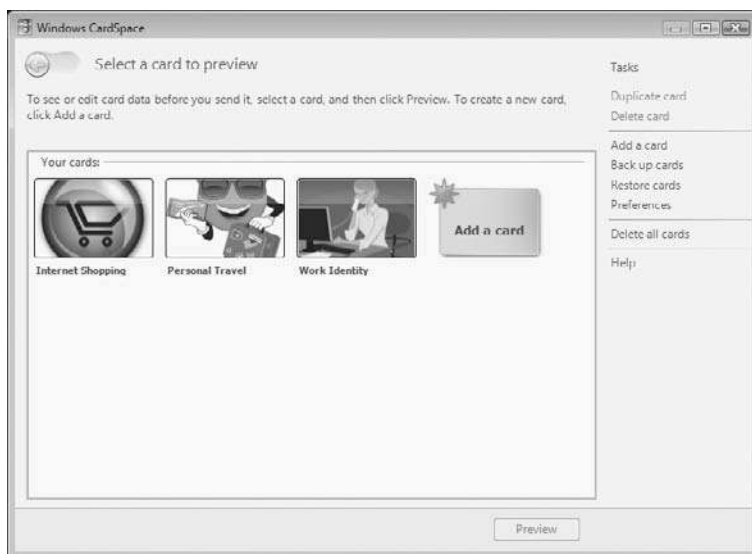 Windows CardSpace
Select a card to preview
To see or edit card data before you send it, select a card, and then click Preview. To create a new card,
click Add a card.
Your cards:
Add a card
Internet Shopping
Personal Travel
Work Identity
Tasks
Duplicate card
Delete card
Add a card
Back up cards
Restore cards
Preferences
Delete all cards
Help
Preview